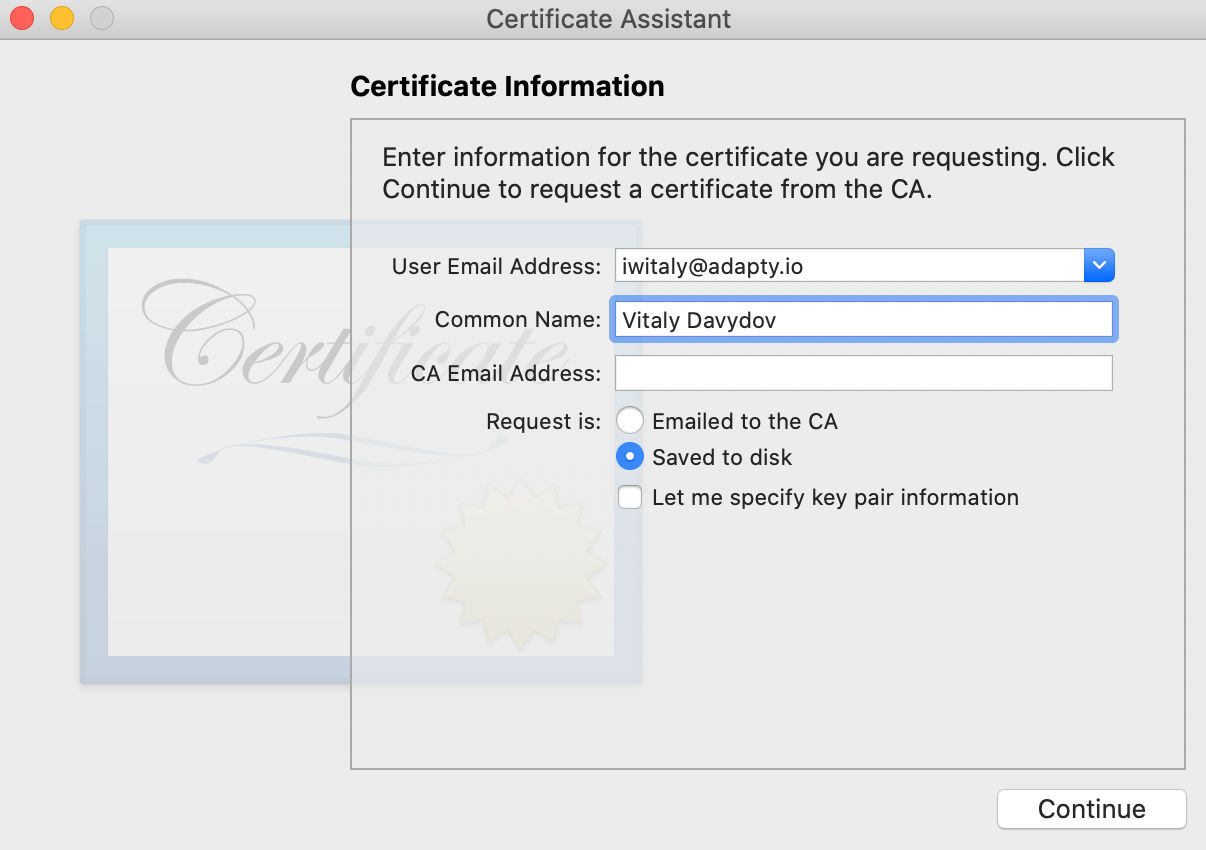 Certificate Assistant
Certificate Information
Enter information for the certificate you are requesting. Click
Continue to request a certificate from the CA.
Certificate
User Email Address: iwitaly@adapty.io
Common Name: Vitaly Davydov
CA Email Address:
Request is: Emailed to the CA
Saved to disk
Let me specify key pair information
Continue